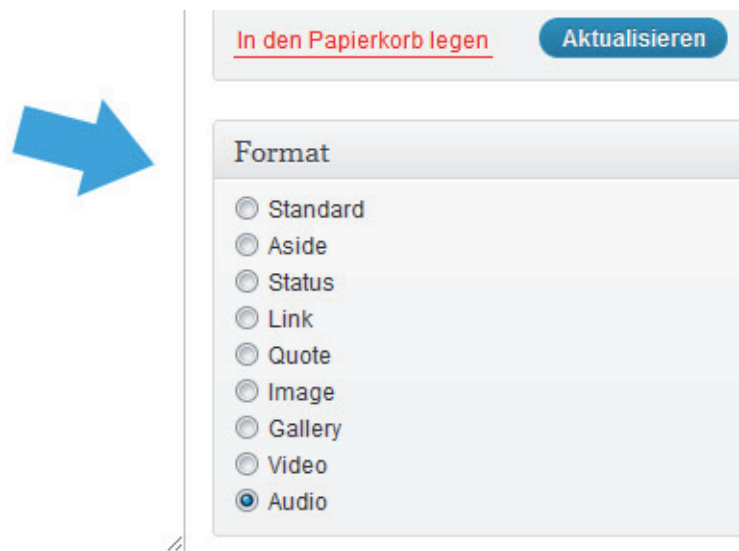 In den Papierkorb legen Aktualisieren
Format
Standard
Aside
Status
Link
Quote
Image
Gallery
Video
Audio